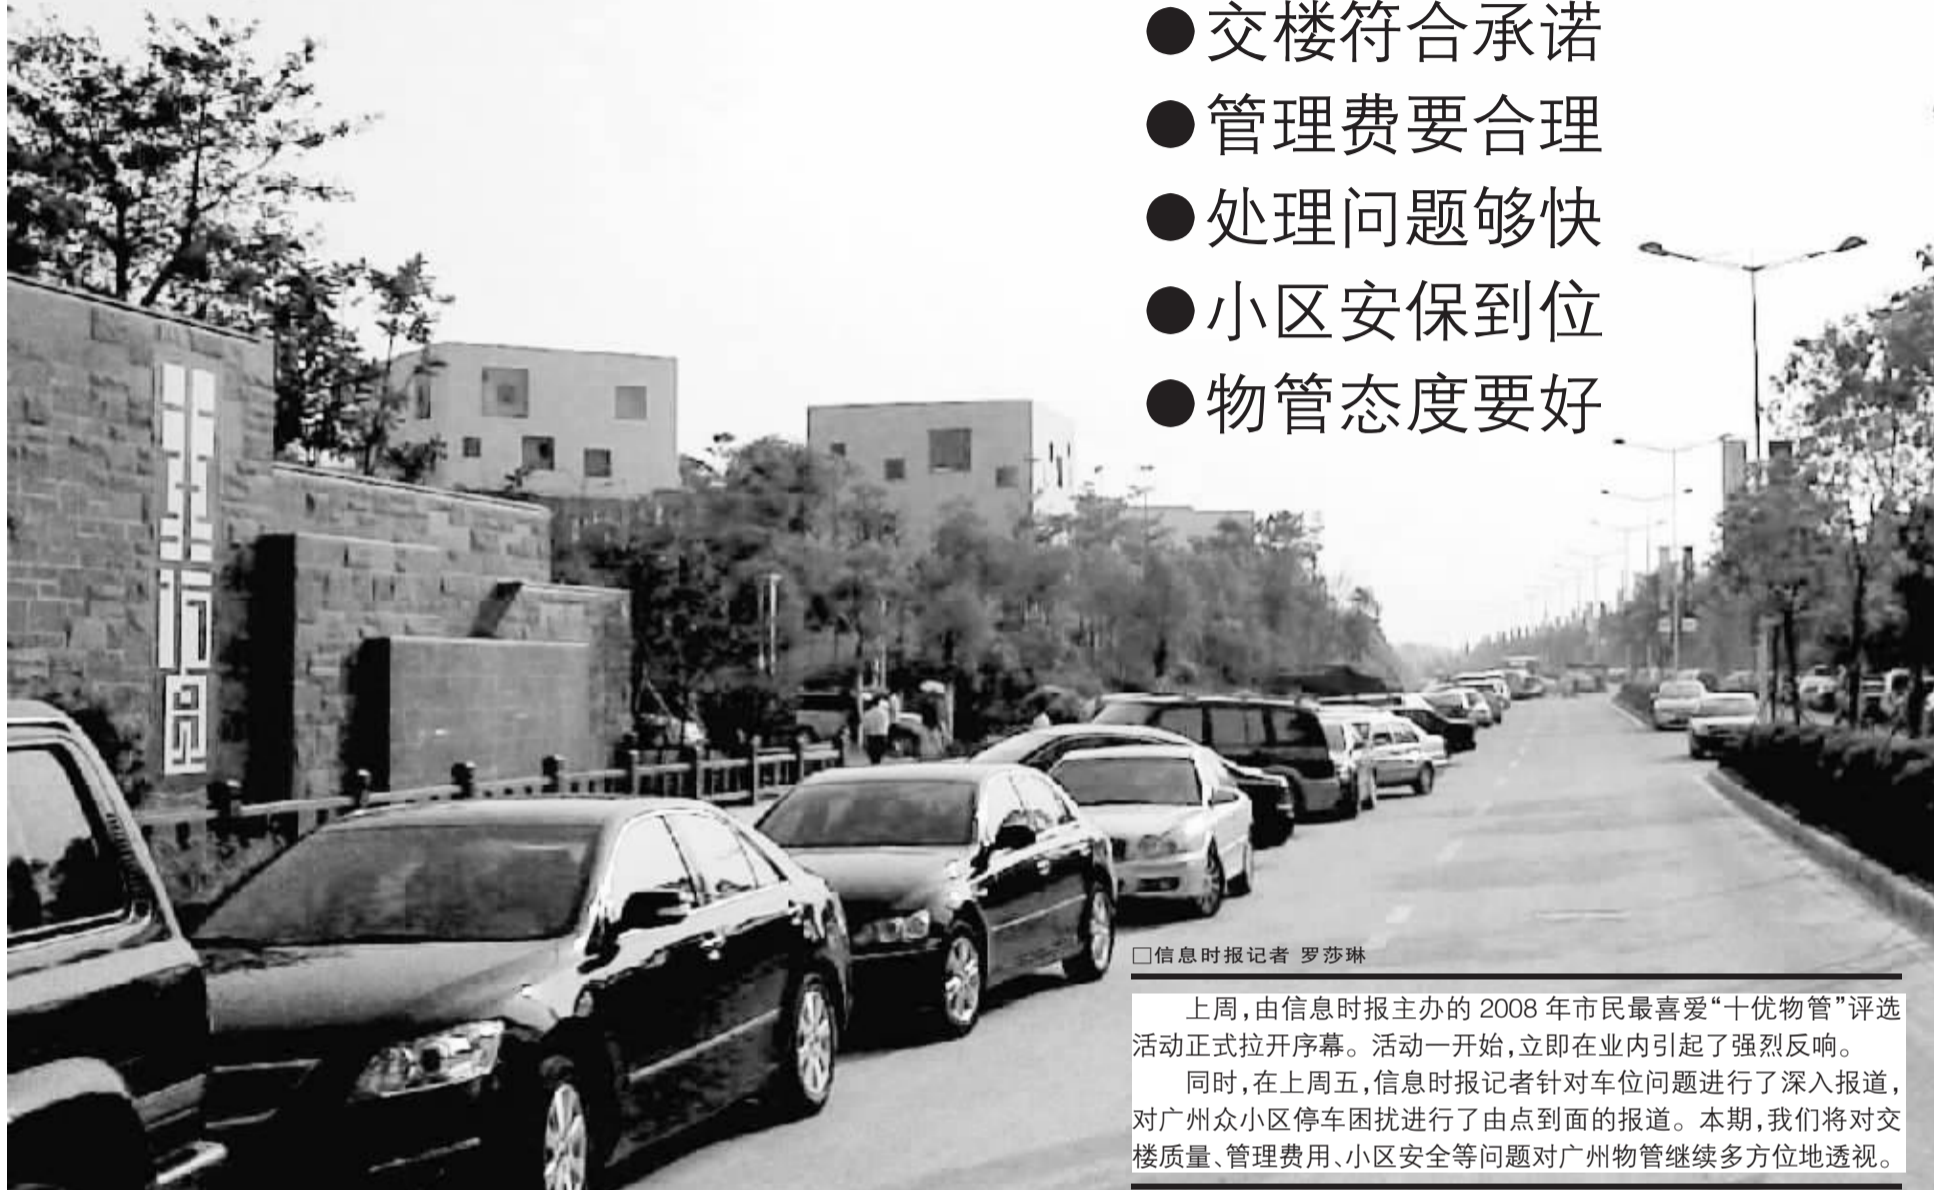 ●交楼符合承诺
●管理费要合理
●处理问题够快
●小区安保到位
●物管态度要好
□信息时报记者 罗莎琳
上周,由信息时报主办的 2008 年市民最喜爱“十优物管”评选
活动正式拉开序幕。活动一开始,立即在业内引起了强烈反响。
同时,在上周五,信息时报记者针对车位问题进行了深入报道,
对广州众小区停车困扰进行了由点到面的报道。本期,我们将对交
楼质量、管理费用、小区安全等问题对广州物管继续多方位地透视。